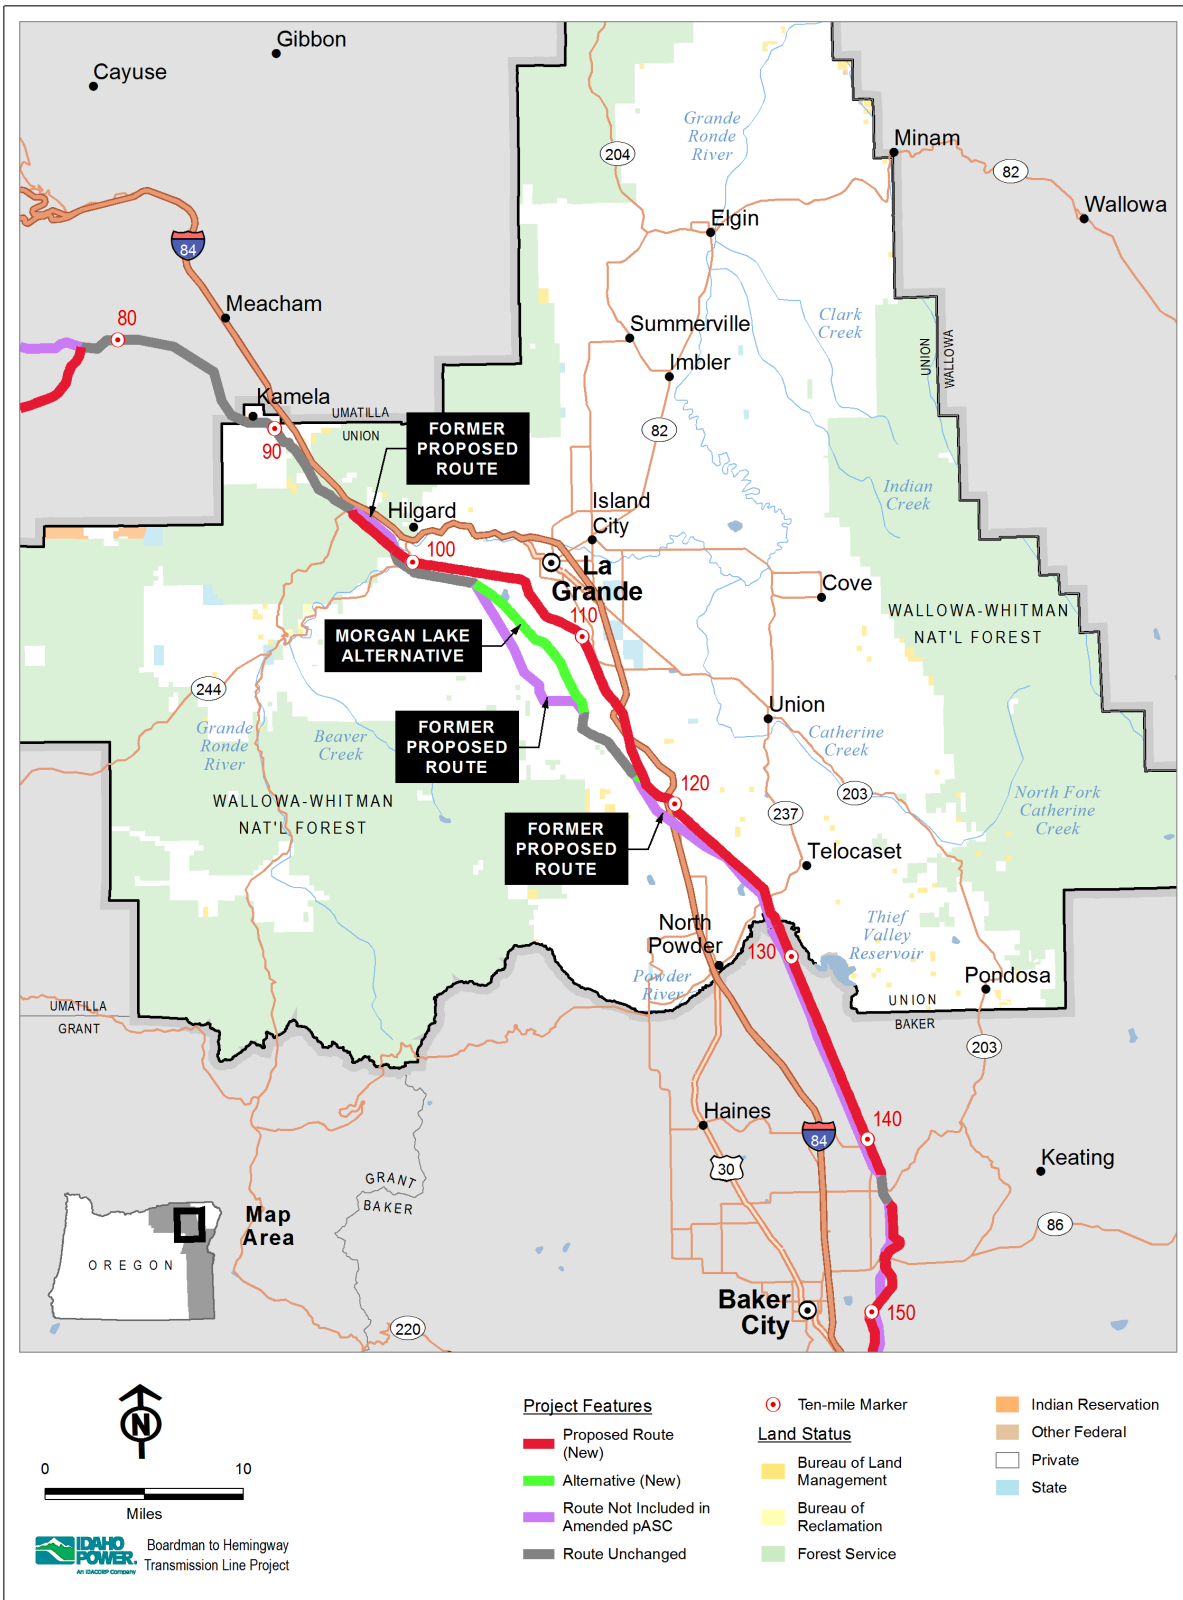 Gibbon
Cayuse
Grande
Ronde
River
Minam
204
82
Wallowa
Elgin
84
Meacham
Clark
Creek
80
Summerville
UNION
WALLOWA
Imbler
Kamela
UMATILLA
UNION
90
FORMER
PROPOSED
ROUTE
82
Indian
Creek
Island
City
Hilgard
100
La
Grande
Cove
110
WALLOWA-WHITMAN
NAT'L FOREST
MORGAN LAKE
ALTERNATIVE
244
Union
Grande
Ronde
River
Beaver
Creek
FORMER
PROPOSED
ROUTE
Catherine
Creek
120
203
North Fork
Catherine
Creek
WALLOWA-WHITMAN
NAT'L FOREST
237
FORMER
PROPOSED
ROUTE
Telocaset
North
Powder
Thief
Valley
Reservoir
130
Powder
River
Pondosa
UMATILLA
GRANT
UNION
BAKER
203
Haines
140
84
30
Keating
GRANT
BAKER
Map
Area
OREGON
86
Baker
City
150
220
N
0 10
Miles
IDAHO
POWER.
An IDACORP Company
Boardman to Hemingway
Transmission Line Project
Project Features
Proposed Route
(New)
Alternative (New)
Route Not Included in
Amended pASC
Route Unchanged
Ten-mile Marker
Land Status
Bureau of Land
Management
Bureau of
Reclamation
Forest Service
Indian Reservation
Other Federal
Private
State